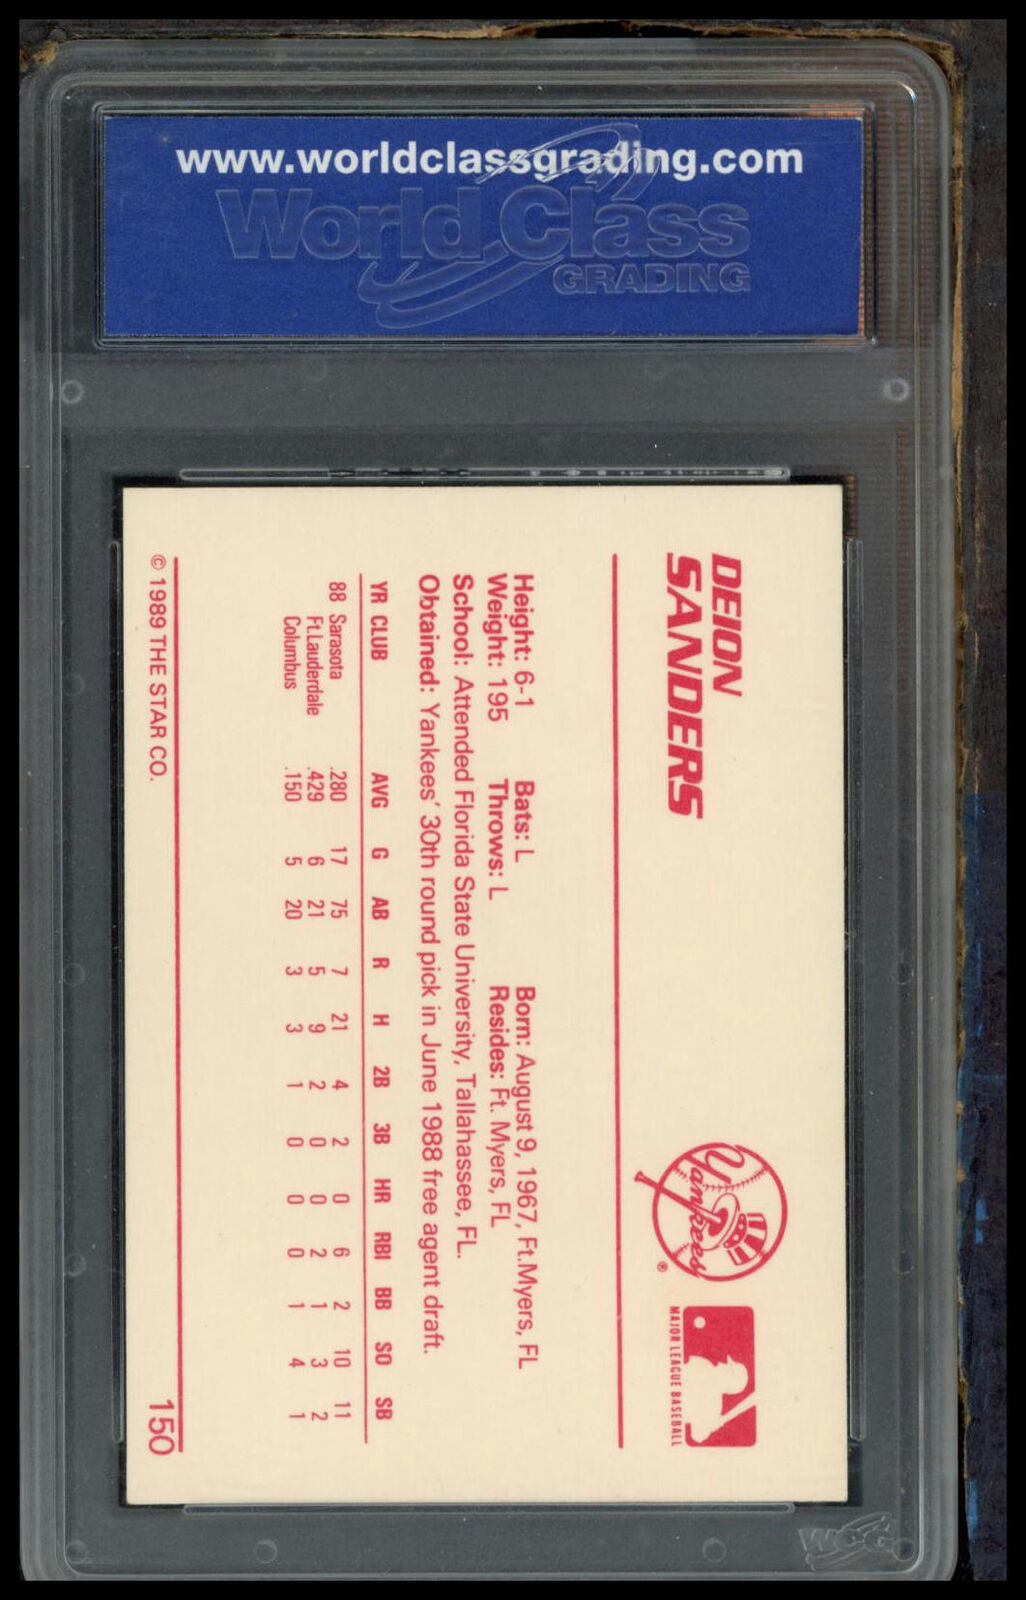 www.worldclassgrading.com
World Class
GRADING
DEION
SANDERS
Yankees
®
MAJOR LEAGUE BASEBALL
Height: 6-1 Bats: L Born: August 9, 1967, Ft.Myers, FL
Weight: 195 Throws: L Resides: Ft. Myers, FL
School: Attended Florida State University, Tallahassee, FL.
Obtained: Yankees' 30th round pick in June 1988 free agent draft.
YR CLUB AVG G AB R H 2B 3B HR RBI BB SO SB
88 Sarasota .280 17 75 7 21 4 2 0 6 2 10 11
Ft.Lauderdale .429 6 21 5 9 2 0 0 2 1 3 2
Columbus .150 5 20 3 3 1 0 0 0 1 4 1
© 1989 THE STAR CO. 150
WCG